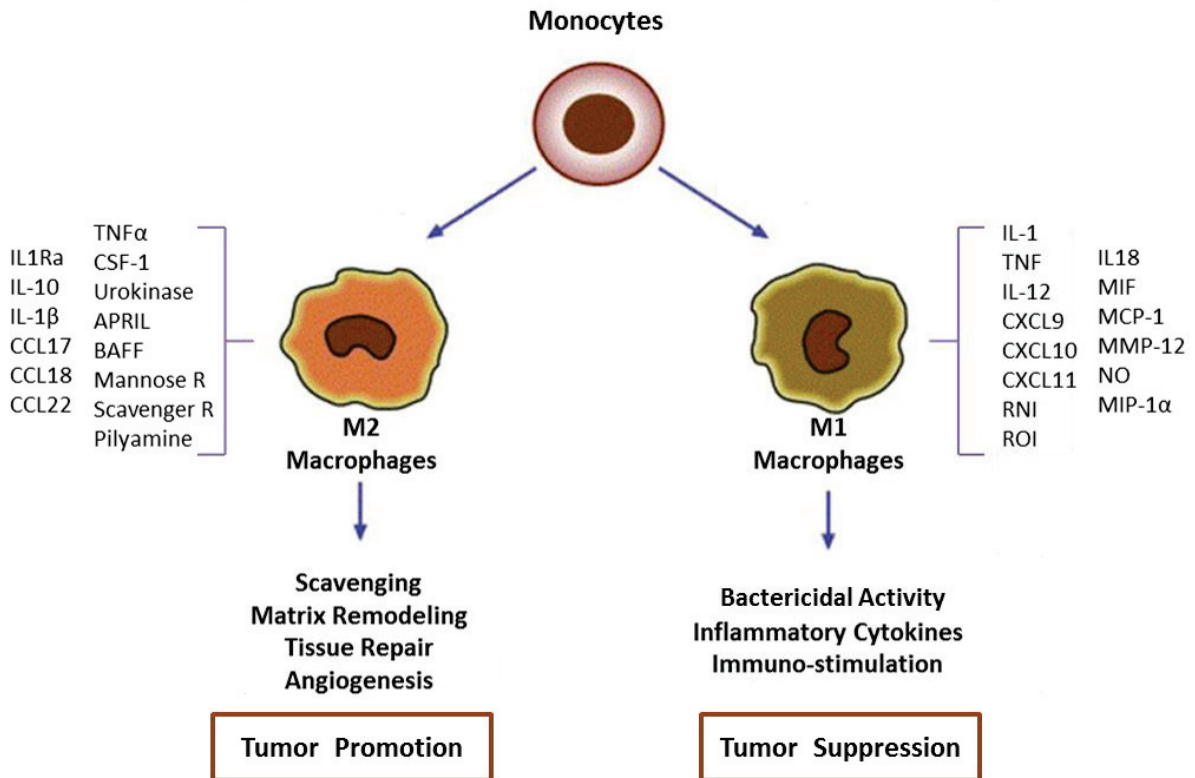 Monocytes
IL1Ra
IL-10
IL-1β
CCL17
CCL18
CCL22
TNFα
CSF-1
Urokinase
APRIL
BAFF
Mannose R
Scavenger R
Pilyamine
M2
Macrophages
IL-1
TNF
IL-12
CXCL9
CXCL10
CXCL11
RNI
ROI
IL18
MIF
MCP-1
MMP-12
NO
MIP-1α
M1
Macrophages
Scavenging
Matrix Remodeling
Tissue Repair
Angiogenesis
Tumor Promotion
Bactericidal Activity
Inflammatory Cytokines
Immuno-stimulation
Tumor Suppression